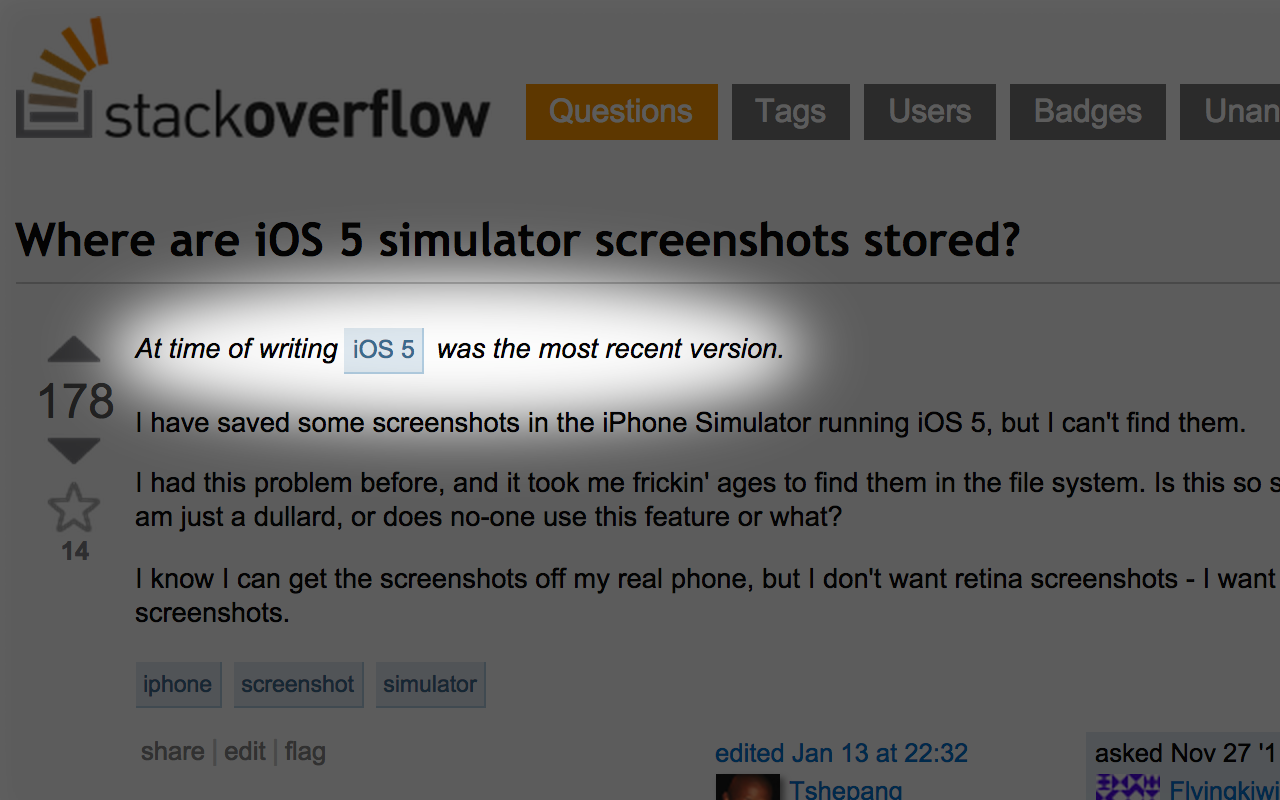 stackoverflow
Questions Tags Users Badges Unan
Where are iOS 5 simulator screenshots stored?
At time of writing iOS 5 was the most recent version.
178
I have saved some screenshots in the iPhone Simulator running iOS 5, but I can't find them.
I had this problem before, and it took me frickin' ages to find them in the file system. Is this so s
am just a dullard, or does no-one use this feature or what?
14
I know I can get the screenshots off my real phone, but I don't want retina screenshots - I want
screenshots.
iphone screenshot simulator
share | edit | flag
edited Jan 13 at 22:32
asked Nov 27 '1
Tshepang
Flyingkiwi